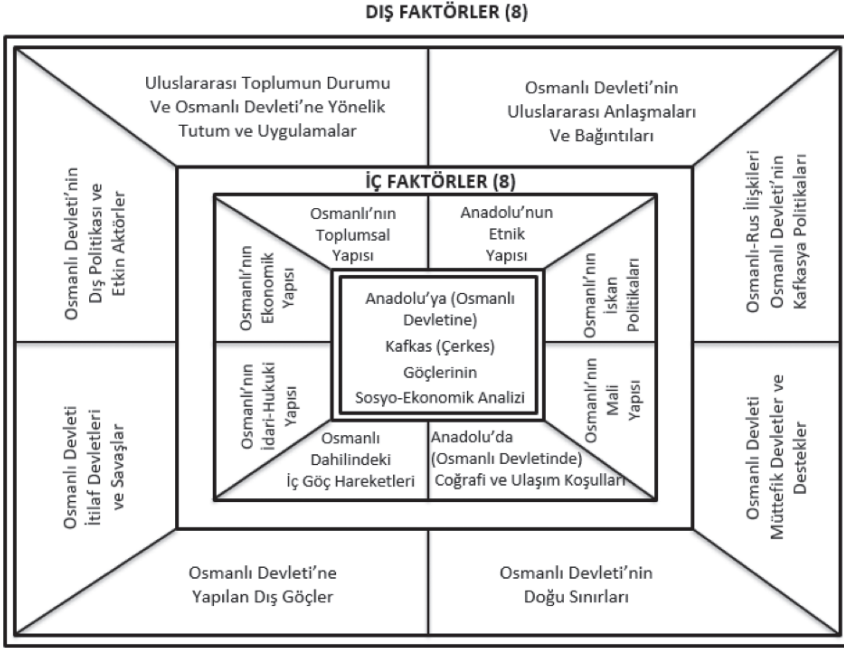 DIŞ FAKTÖRLER (8)
Uluslararası Toplumun Durumu
Ve Osmanlı Devleti'ne Yönelik
Tutum ve Uygulamalar
Osmanlı Devleti'nin
Uluslararası Anlaşmaları
Ve Bağıntıları
Osmanlı Devleti'nin
Dış Politikası ve
Etkin Aktörler
Osmanlı-Rus İlişkileri
Osmanlı Devleti'nin
Kafkasya Politikaları
İÇ FAKTÖRLER (8)
Osmanlı'nın
Toplumsal
Yapısı
Anadolu'nun
Etnik
Yapısı
Osmanlı'nın
Ekonomik
Yapısı
Osmanlı'nın
İskan
Politikaları
Anadolu'ya (Osmanlı
Devletine)
Kafkas (Çerkes)
Göçlerinin
Sosyo-Ekonomik Analizi
Osmanlı'nın
İdari-Hukuki
Yapısı
Osmanlı'nın
Mali
Yapısı
Osmanlı
Dahilindeki
İç Göç Hareketleri
Anadolu'da
(Osmanlı Devletinde)
Coğrafi ve Ulaşım Koşulları
Osmanlı Devleti
İtilaf Devletleri
ve Savaşlar
Osmanlı Devleti
Müttefik Devletler ve
Destekler
Osmanlı Devleti'ne
Yapılan Dış Göçler
Osmanlı Devleti'nin
Doğu Sınırları